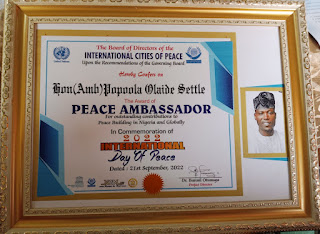 The Board of Directors of the
INTERNATIONAL CITIES OF PEACE
Upon the Recommendations of the Governing Board
Hereby Confers on
Hon(Amb)Popoola Olaide Settle
The Award of
PEACE AMBASSADOR
For outstanding contributions to
Peace Building in Nigeria and Globally
In Commemoration of
2022
INTERNATIONAL
Day Of Peace
Dated : 21st September, 2022